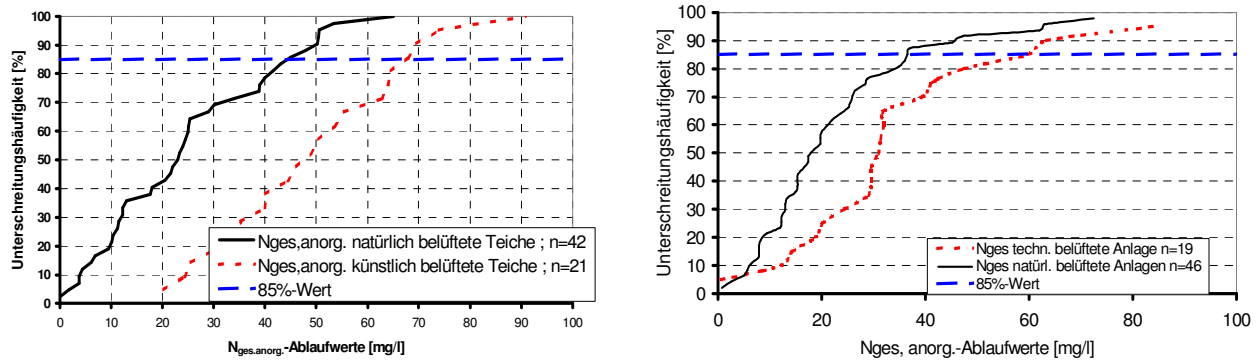 Unterschreitungshäufigkeit [%]
100
90
80
70
60
50
40
30
20
10
0
Nges,anorg. natürlich belüftete Teiche ; n=42
Nges,anorg. künstlich belüftete Teiche ; n=21
85%-Wert
0 10 20 30 40 50 60 70 80 90 100
Nges.anorg.-Ablaufwerte [mg/l]
Unterschreitungshäufigkeit [%]
100
90
80
70
60
50
40
30
20
10
0
Nges techn. belüftete Anlage n=19
Nges natürl. belüftete Anlagen n=46
85%-Wert
0 20 40 60 80 100
Nges, anorg.-Ablaufwerte [mg/l]